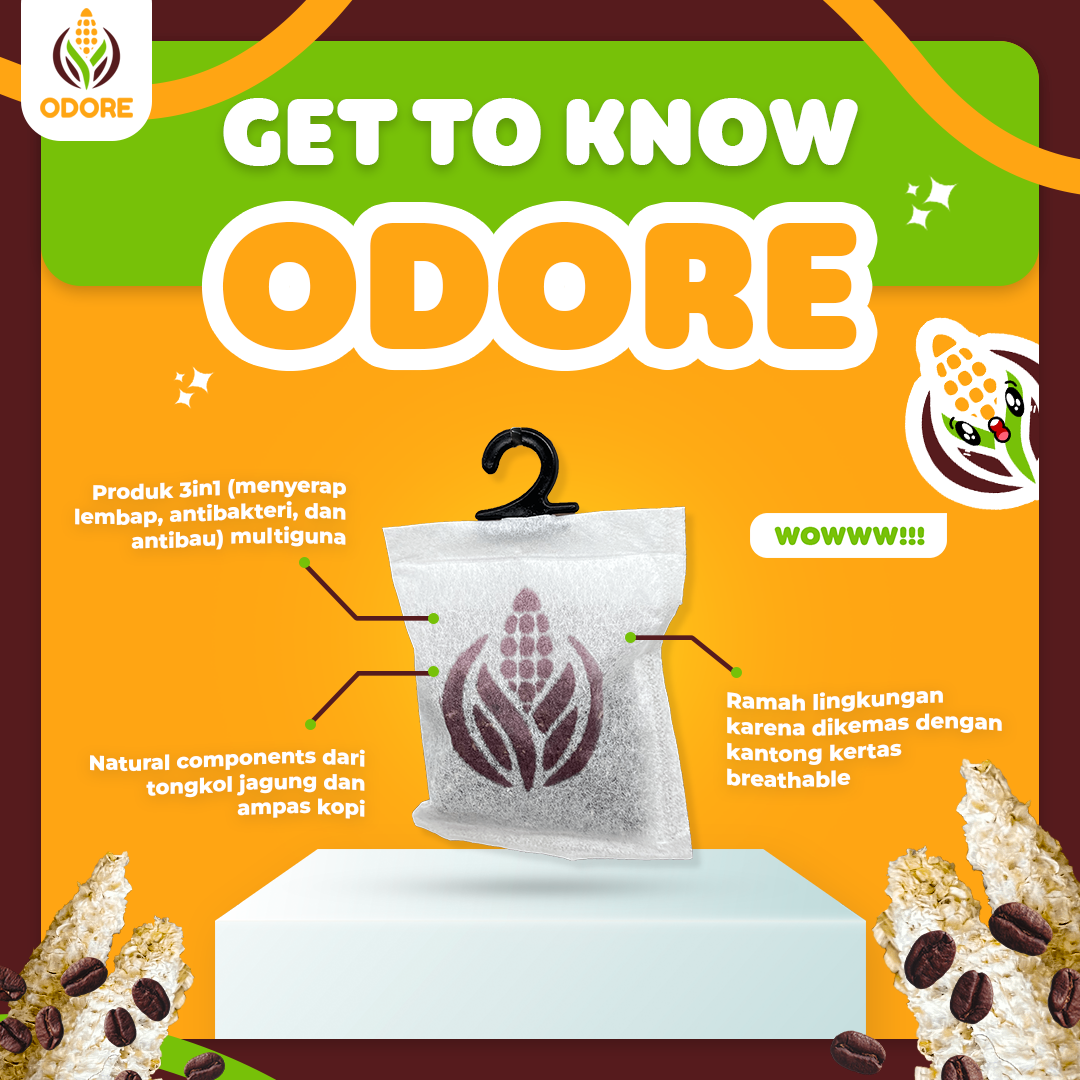 ODORE
GET TO KNOW
ODORE
Produk 3in1 (menyerap
lembap, antibakteri, dan
antibau) multiguna
WOWWW!!!
Natural components dari
tongkol jagung dan
ampas kopi
Ramah lingkungan
karena dikemas dengan
kantong kertas
breathable